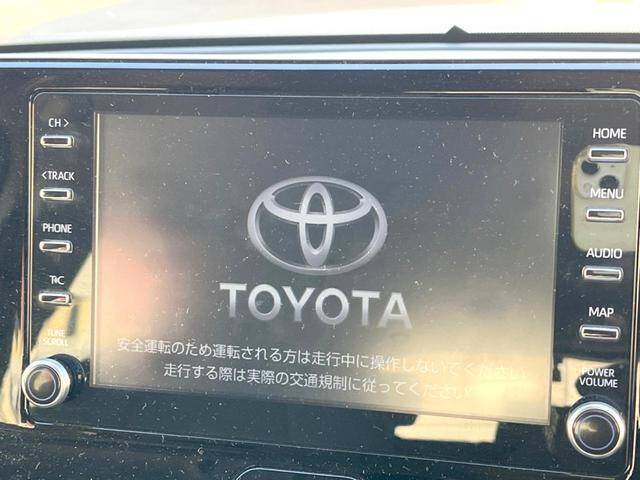 CH >
HOME
< TRACK
MENU
PHONE
AUDIO
T:C
MAP
TOYOTA
TUNE
SCROLL
安全運転のため運転される方は走行中に操作しないでください
走行する際は実際の交通規制に従ってください
POWER
VOLUME